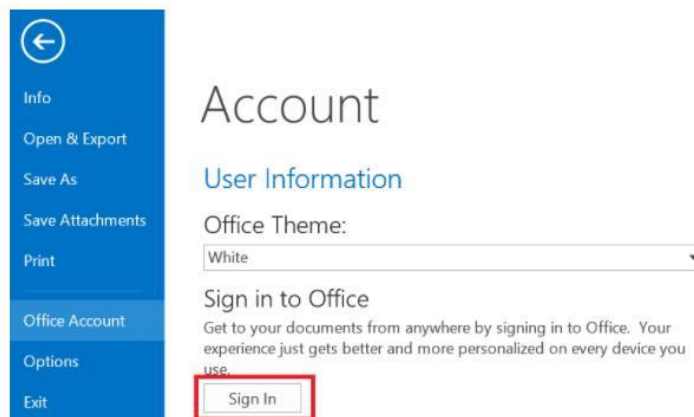 Info
Open & Export
Save As
Save Attachments
Print
Office Account
Options
Exit
Account
User Information
Office Theme:
White
Sign in to Office
Get to your documents from anywhere by signing in to Office. Your
experience just gets better and more personalized on every device you
use.
Sign In